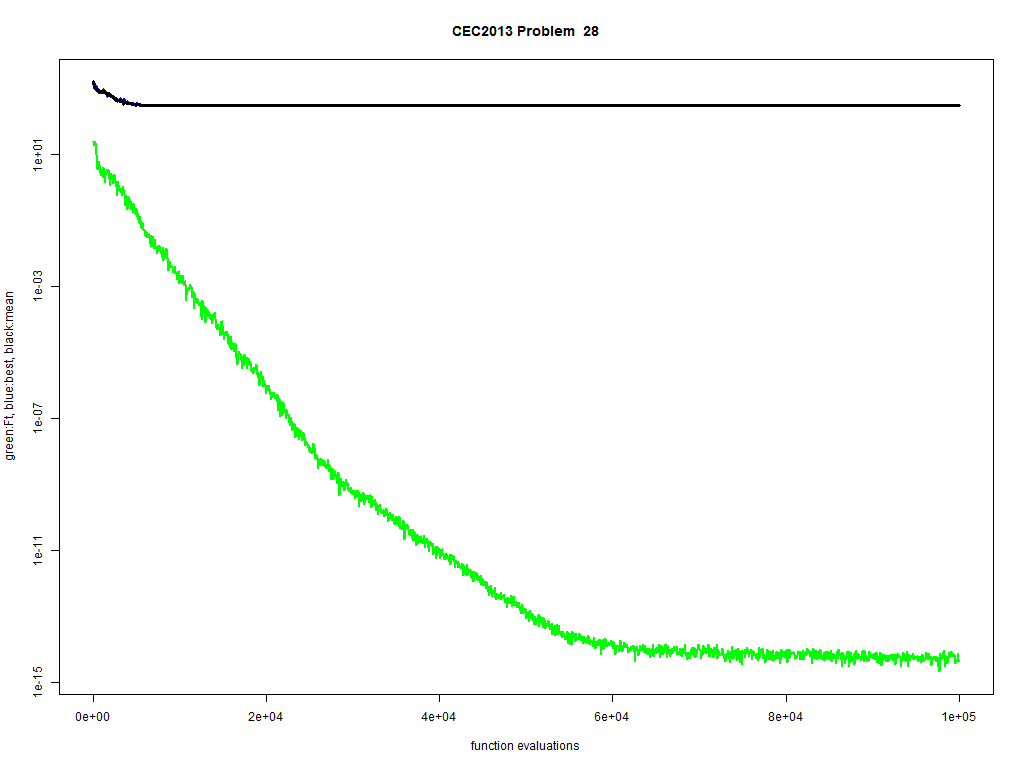 CEC2013 Problem  28
green:Ft, blue:best, black:mean
1e+01
1e-03
1e-07
1e-11
1e-15
0e+00
2e+04
4e+04
6e+04
8e+04
1e+05
function evaluations